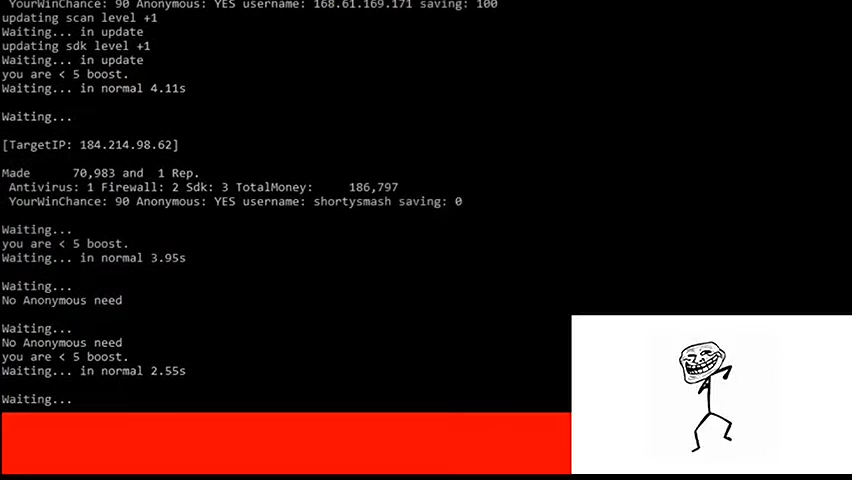 YourWinChance: 90 Anonymous: YES username: 168.61.169.171 saving: 100
updating scan level +1
Waiting... in update
updating sdk level +1
Waiting... in update
you are < 5 boost.
Waiting... in normal 4.11s
Waiting...
[TargetIP: 184.214.98.62]
Made 70,983 and 1 Rep.
Antivirus: 1 Firewall: 2 Sdk: 3 TotalMoney: 186,797
YourWinChance: 90 Anonymous: YES username: shortysmash saving: 0
Waiting...
you are < 5 boost.
Waiting... in normal 3.95s
Waiting...
No Anonymous need
Waiting...
No Anonymous need
you are < 5 boost.
Waiting... in normal 2.55s
Waiting...